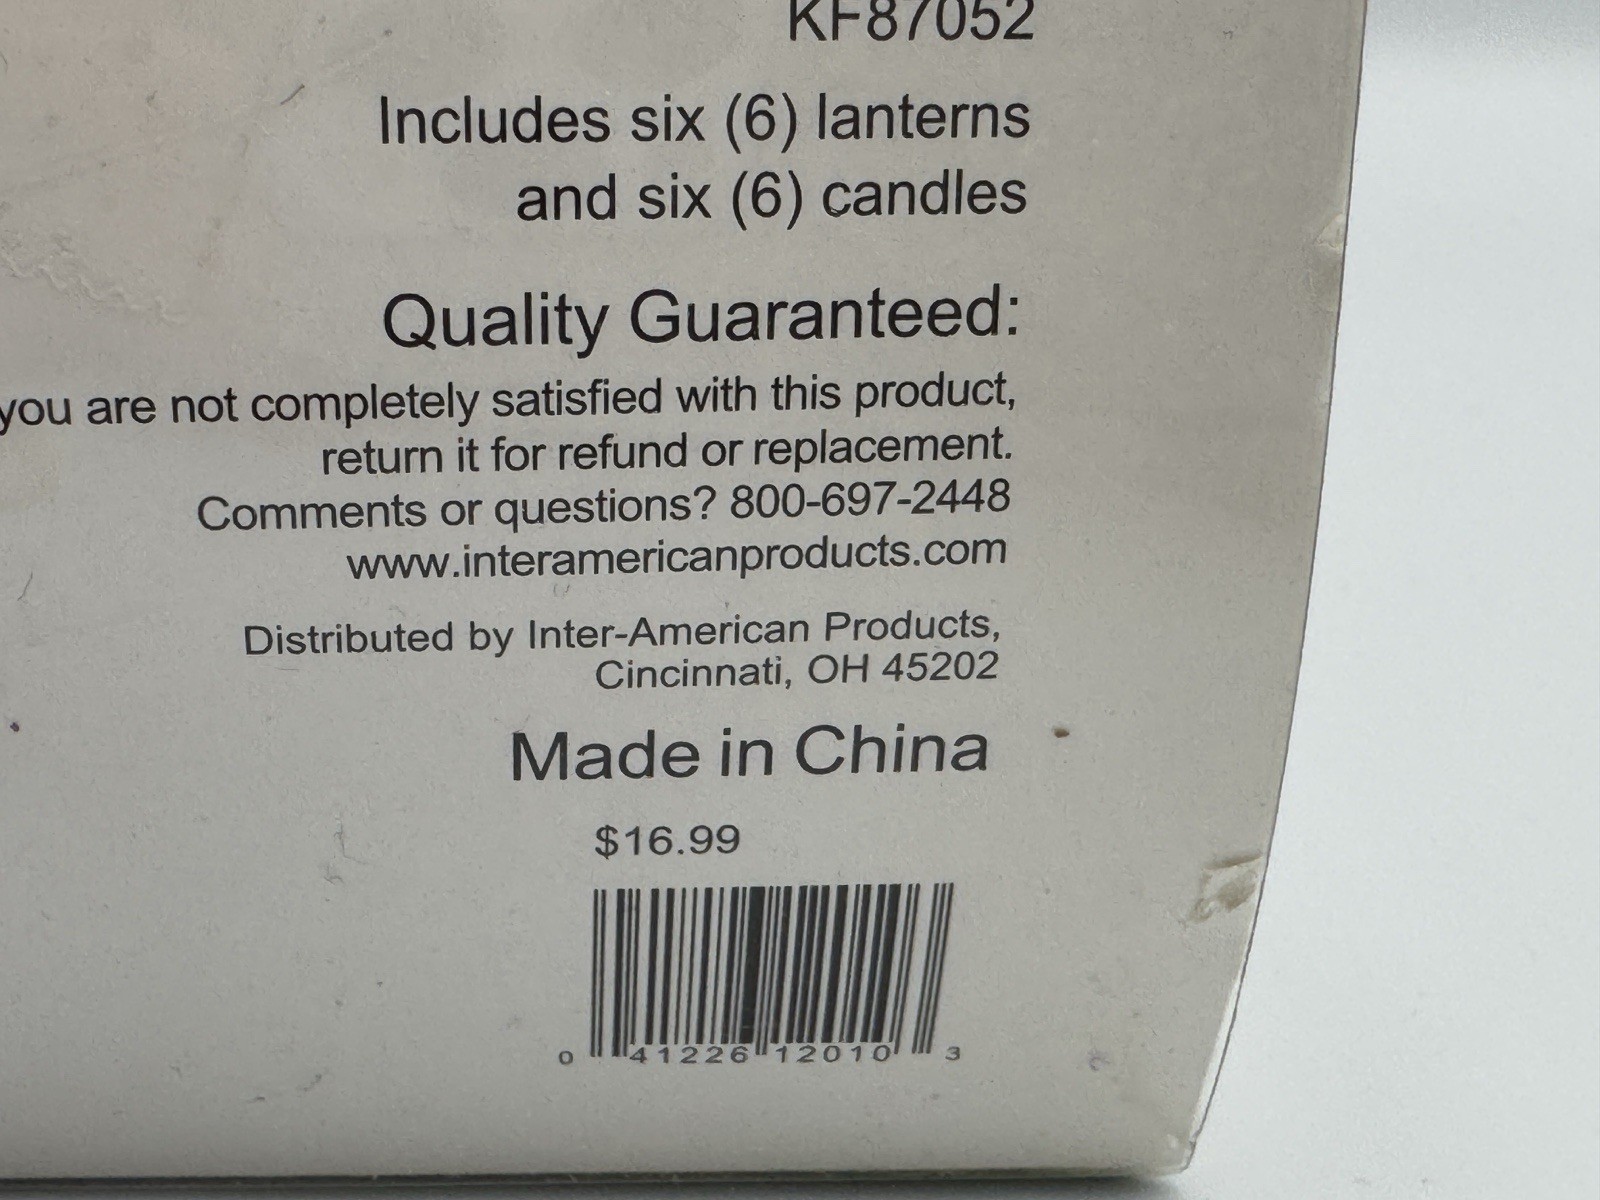 KF87052
Includes six (6) lanterns
and six (6) candles
Quality Guaranteed:
you are not completely satisfied with this product,
return it for refund or replacement.
Comments or questions? 800-697-2448
www.interamericanproducts.com
Distributed by Inter-American Products,
Cincinnati, OH 45202
Made in China
$16.99
0 41226 12010 3